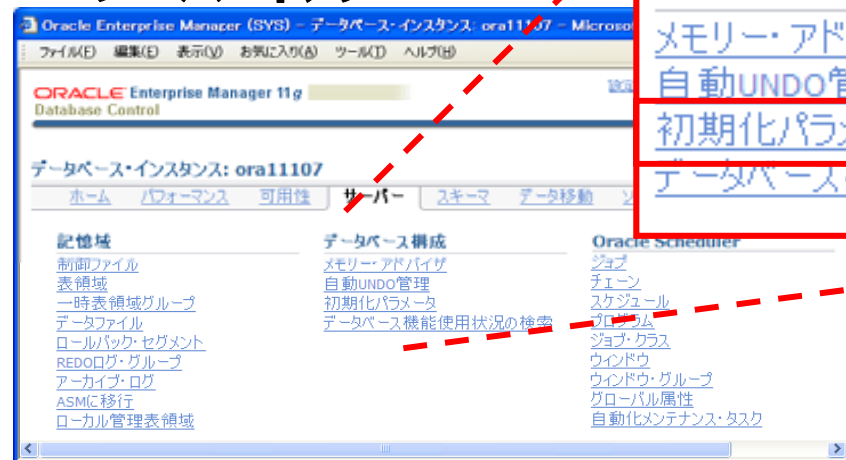 Oracle Enterprise Manager (SYS) - データベース・インスタンス: ora11107 - Microso
ファイル(F) 編集(E) 表示(V) お気に入り(A) ツール(T) ヘルプ(H)
ORACLE Enterprise Manager 11g
Database Control
データベース・インスタンス: ora11107
ホーム パフォーマンス 可用性 サーバー スキーマ データ移動
記憶域
制御ファイル
表領域
一時表領域グループ
データファイル
ロールバック・セグメント
REDOログ・グループ
アーカイブ・ログ
ASMに移行
ローカル管理表領域
データベース構成
メモリー・アドバイザ
自動UNDO管理
初期化パラメータ
データベース機能使用状況の検索
Oracle Scheduler
ジョブ
チェーン
スケジュール
プログラム
ジョブ・クラス
ウィンドウ
ウィンドウ・グループ
グローバル属性
自動化メンテナンス・タスク
メモリー・アド
自動UNDO管
初期化パラメ
データベース